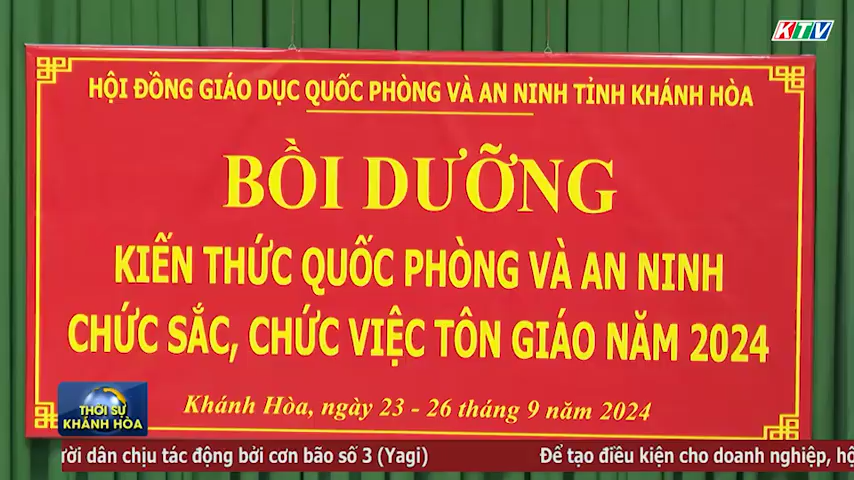 KTV
HỘI ĐỒNG GIÁO DỤC QUỐC PHÒNG VÀ AN NINH TỈNH KHÁNH HÒA
BỒI DƯỠNG
KIẾN THỨC QUỐC PHÒNG VÀ AN NINH
CHỨC SẮC, CHỨC VIỆC TÔN GIÁO NĂM 2024
Khánh Hòa, ngày 23 - 26 tháng 9 năm 2024
THỜI SỰ
KHÁNH HÒA
ười dân chịu tác động bởi cơn bão số 3 (Yagi) Để tạo điều kiện cho doanh nghiệp, hộ